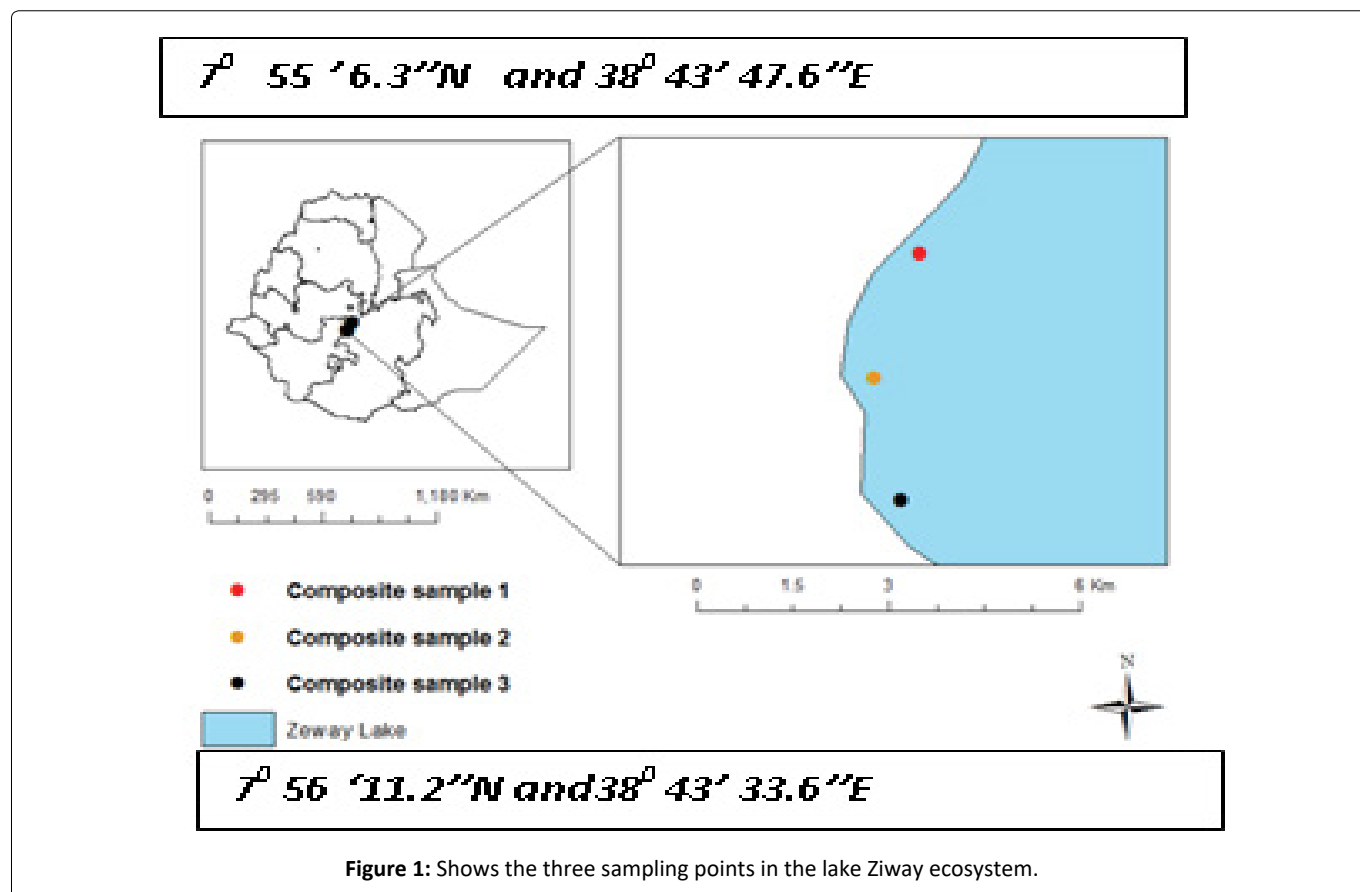 7⁰ 55 ’6.3”N and 38⁰ 43’ 47.6”E
0 295 590 1,180 Km
0 1.5 3 6 Km
Composite sample 1
Composite sample 2
Composite sample 3
N
Zeway Lake
7⁰ 56 ‘11.2”N and38⁰ 43’ 33.6”E
Figure 1: Shows the three sampling points in the lake Ziway ecosystem.